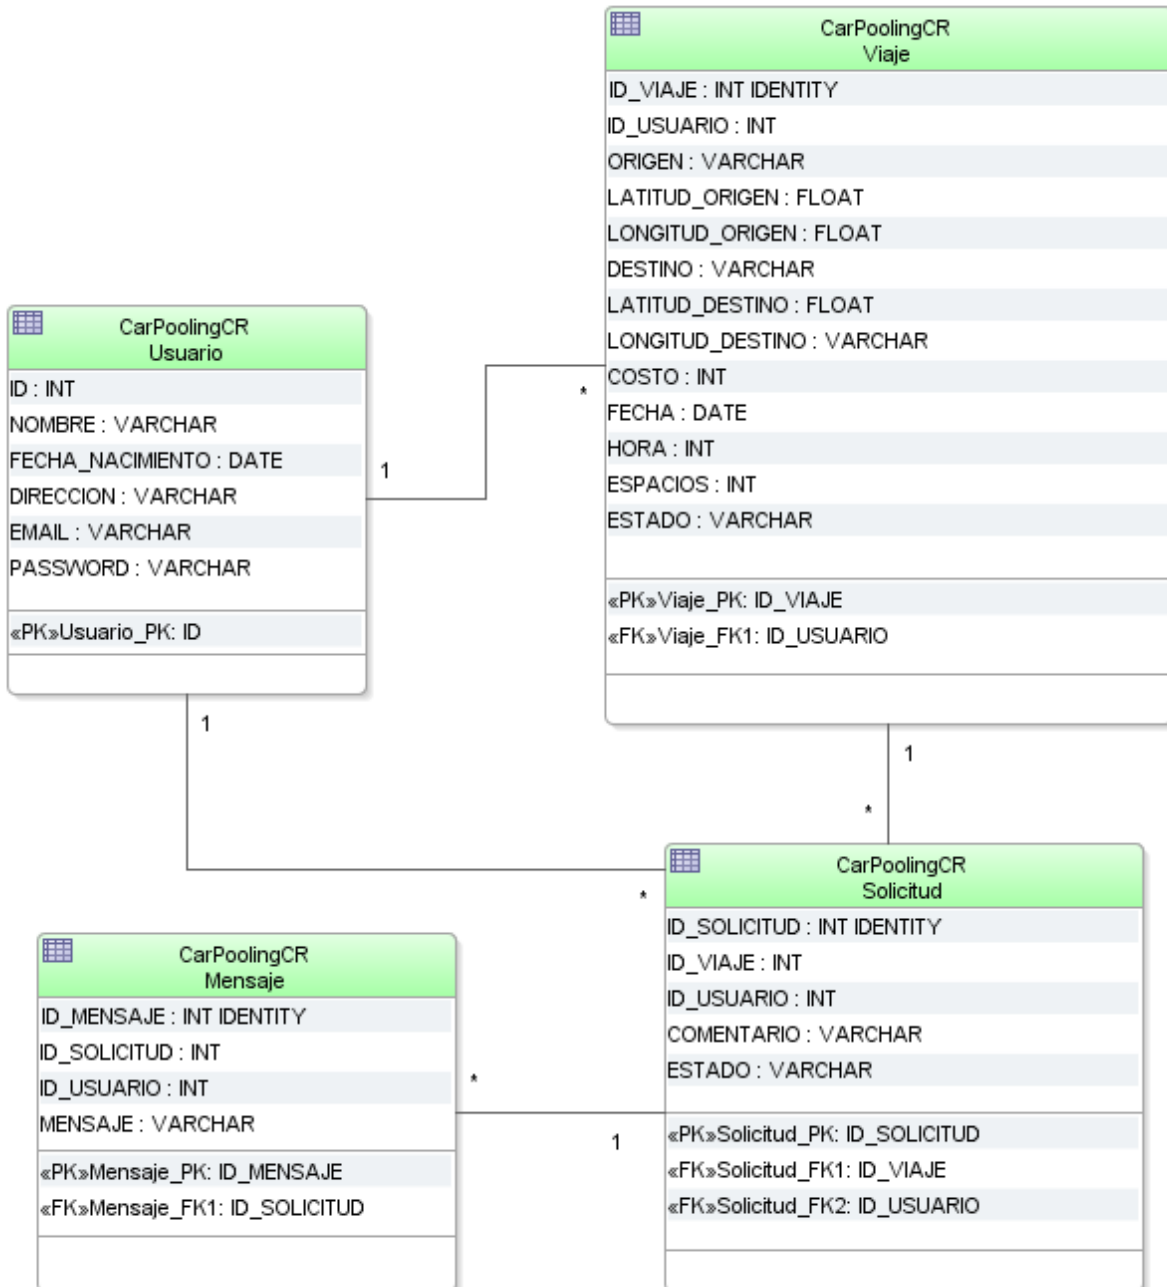 CarPoolingCR
Viaje
ID_VIAJE : INT IDENTITY
ID_USUARIO : INT
ORIGEN : VARCHAR
LATITUD_ORIGEN : FLOAT
LONGITUD_ORIGEN : FLOAT
DESTINO : VARCHAR
LATITUD_DESTINO : FLOAT
LONGITUD_DESTINO : VARCHAR
COSTO : INT
FECHA : DATE
HORA : INT
ESPACIOS : INT
ESTADO : VARCHAR
«PK»Viaje_PK: ID_VIAJE
«FK»Viaje_FK1: ID_USUARIO
CarPoolingCR
Usuario
ID : INT
NOMBRE : VARCHAR
FECHA_NACIMIENTO : DATE
DIRECCION : VARCHAR
EMAIL : VARCHAR
PASSWORD : VARCHAR
«PK»Usuario_PK: ID
1
*
1
*
1
*
CarPoolingCR
Solicitud
ID_SOLICITUD : INT IDENTITY
ID_VIAJE : INT
ID_USUARIO : INT
COMENTARIO : VARCHAR
ESTADO : VARCHAR
«PK»Solicitud_PK: ID_SOLICITUD
«FK»Solicitud_FK1: ID_VIAJE
«FK»Solicitud_FK2: ID_USUARIO
CarPoolingCR
Mensaje
ID_MENSAJE : INT IDENTITY
ID_SOLICITUD : INT
ID_USUARIO : INT
MENSAJE : VARCHAR
«PK»Mensaje_PK: ID_MENSAJE
«FK»Mensaje_FK1: ID_SOLICITUD
*
1